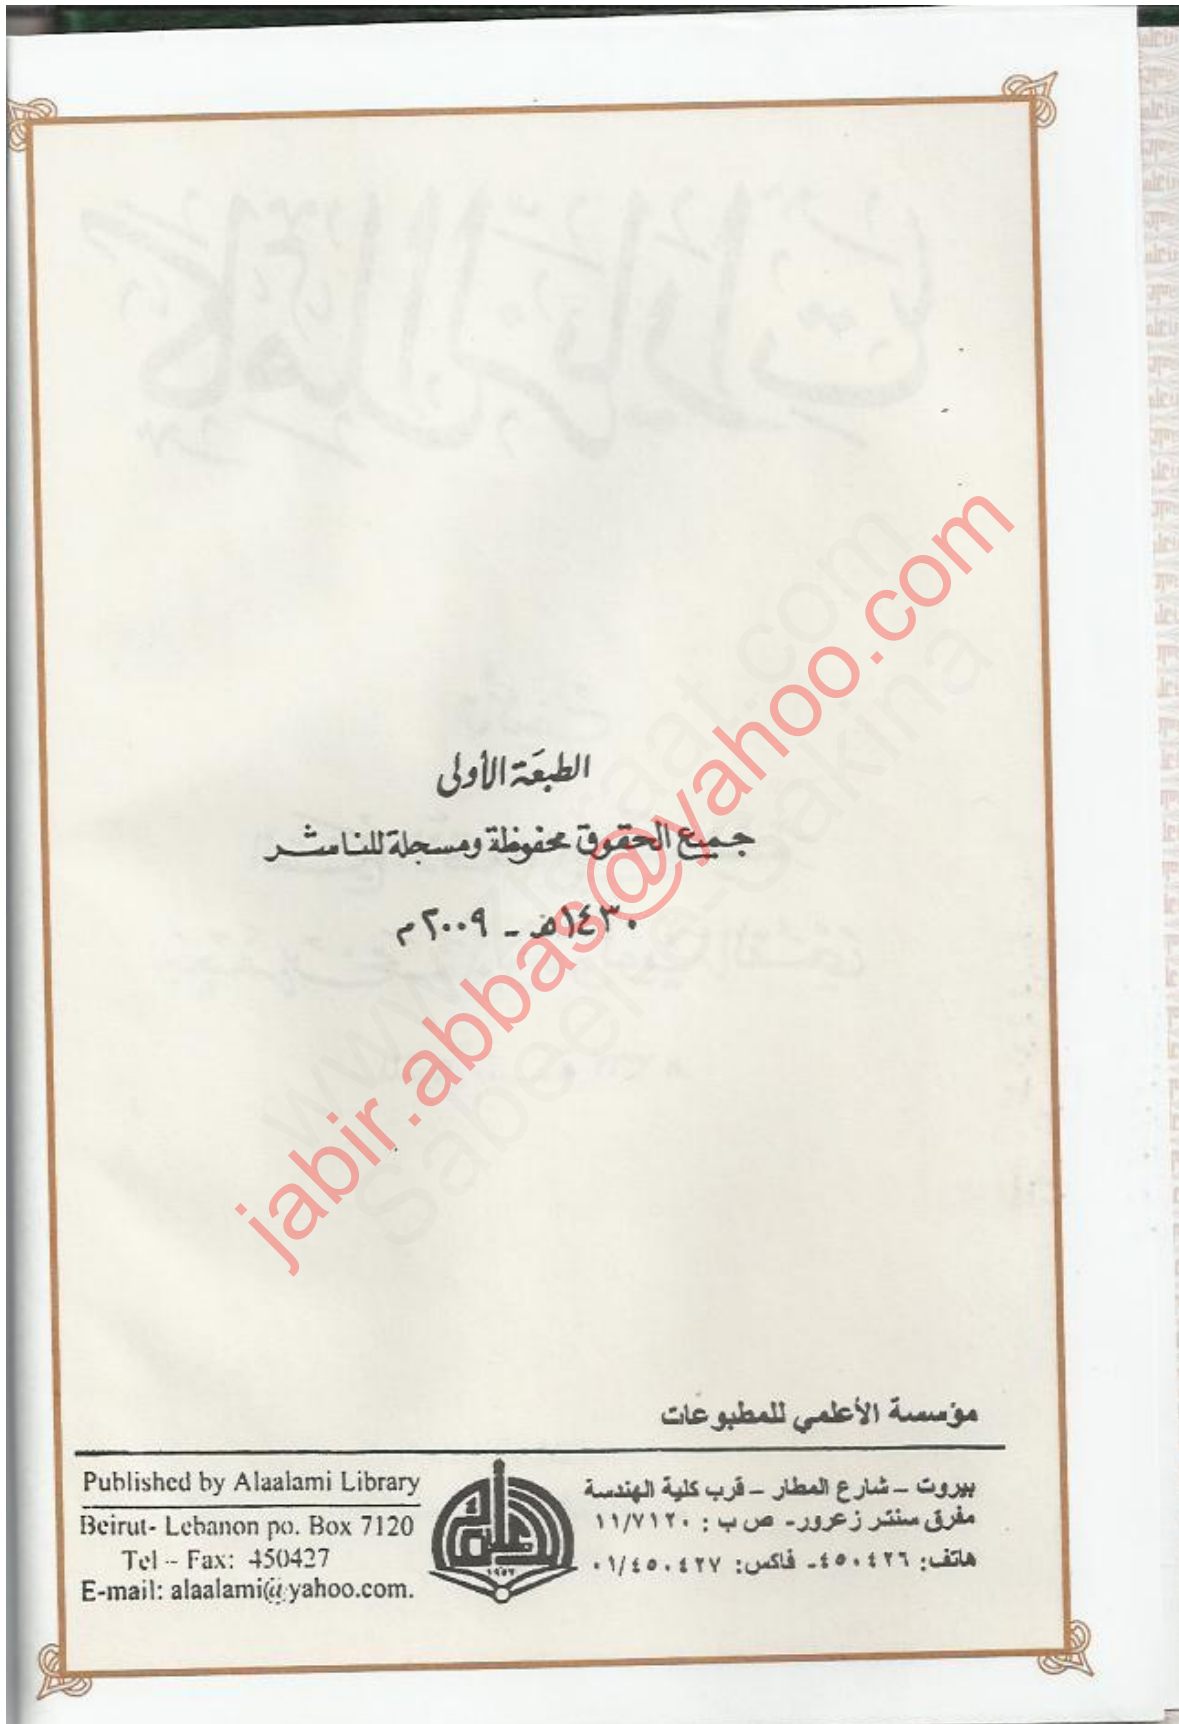 الطبعَة الأولى
جميع الحقوق محفوظة ومسجلة للناشر
١٤٣٠هـ - ٢٠٠٩م
jabir.abbas@yahoo.com
مؤسسة الأعلمي للمطبوعات
Published by Alaalami Library
Beirut- Lebanon po. Box 7120
Tel - Fax: 450427
E-mail: alaalami@yahoo.com.
١٩٥٢
بيروت - شارع المطار - قرب كلية الهندسة
مفرق سنتر زعرور- ص ب: ١١/٧١٢٠
هاتف: ٤٥٠٤٢٦- فاكس: ٠١/٤٥٠٤٢٧